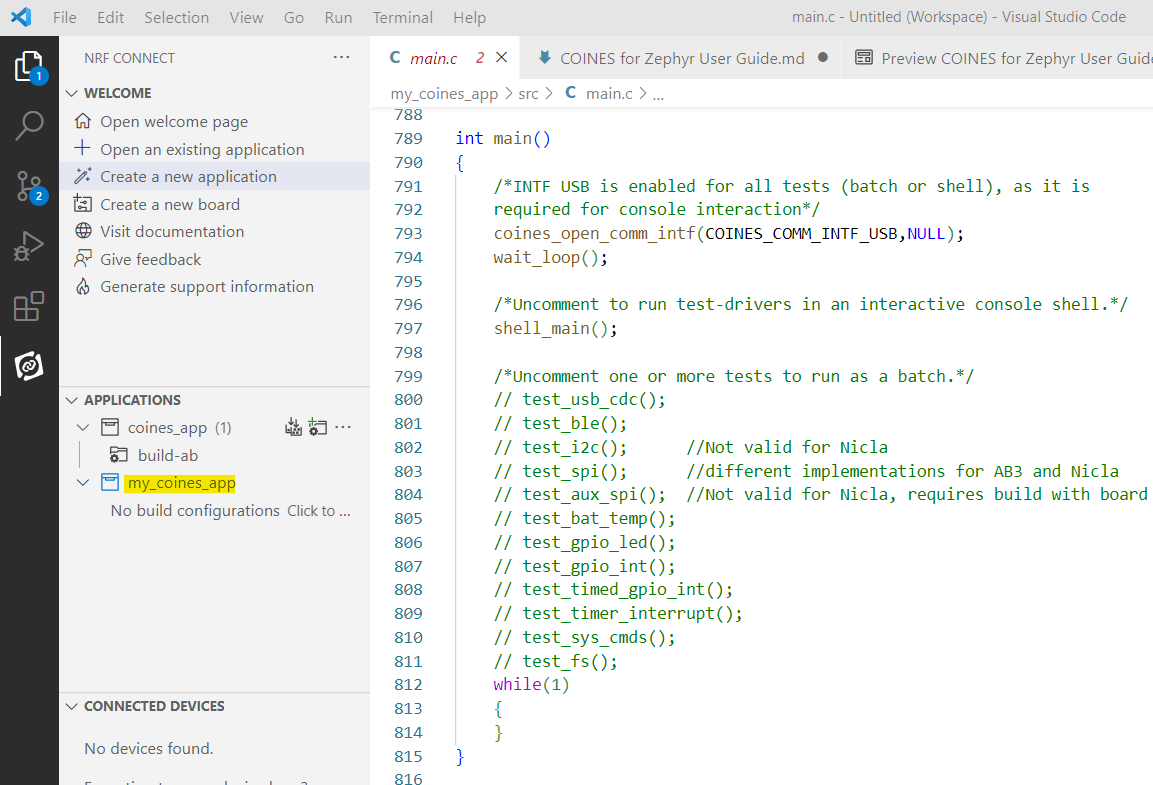 File Edit Selection View Go Run Terminal Help main.c - Untitled (Workspace) - Visual Studio Code
NRF CONNECT ...
C main.c 2 COINES for Zephyr User Guide.md Preview COINES for Zephyr User Guide
my_coines_app > src > C main.c > ...
WELCOME
Open welcome page
Open an existing application
Create a new application
Create a new board
Visit documentation
Give feedback
Generate support information
APPLICATIONS
coines_app (1)
build-ab
my_coines_app
No build configurations Click to ...
CONNECTED DEVICES
No devices found.
1
2
788
789 int main()
790 {
791 /*INTF USB is enabled for all tests (batch or shell), as it is
792 required for console interaction*/
793 coines_open_comm_intf(COINES_COMM_INTF_USB,NULL);
794 wait_loop();
795
796 /*Uncomment to run test-drivers in an interactive console shell.*/
797 shell_main();
798
799 /*Uncomment one or more tests to run as a batch.*/
800 // test_usb_cdc();
801 // test_ble();
802 // test_i2c(); //Not valid for Nicla
803 // test_spi(); //different implementations for AB3 and Nicla
804 // test_aux_spi(); //Not valid for Nicla, requires build with board
805 // test_bat_temp();
806 // test_gpio_led();
807 // test_gpio_int();
808 // test_timed_gpio_int();
809 // test_timer_interrupt();
810 // test_sys_cmds();
811 // test_fs();
812 while(1)
813 {
814 }
815 }
816